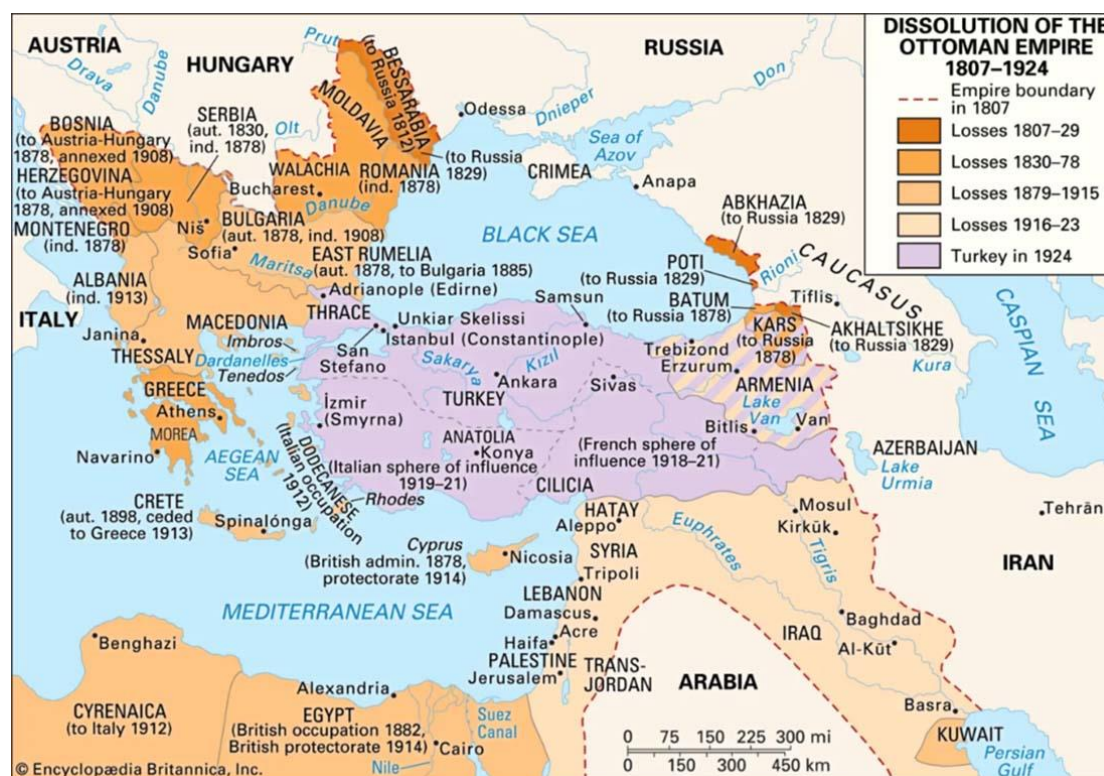 DISSOLUTION OF THE
OTTOMAN EMPIRE
1807–1924
Empire boundary
in 1807
Losses 1807–29
Losses 1830–78
Losses 1879–1915
Losses 1916–23
Turkey in 1924
AUSTRIA
Drava
Danube
HUNGARY
Prut
BESSARABIA
(to Russia 1812)
RUSSIA
Don
Dnieper
Odessa
MOLDAVIA
SERBIA
(aut. 1830,
ind. 1878)
Olt
BOSNIA
(to Austria-Hungary
1878, annexed 1908)
HERZEGOVINA
(to Austria-Hungary
1878, annexed 1908)
MONTENEGRO
(ind. 1878)
WALACHIA
Bucharest
ROMANIA
(ind. 1878)
(to Russia
1829)
Sea of
Azov
CRIMEA
Anapa
Danube
Nis
Sofia
BULGARIA
(aut. 1878, ind. 1908)
BLACK SEA
ABKHAZIA
(to Russia 1829)
EAST RUMELIA
(aut. 1878, to Bulgaria 1885)
Maritsa
Adrianople (Edirne)
POTI
(to Russia 1829)
Rioni
CAUCASUS
BATUM
(to Russia 1878)
Tiflis
AKHALTSIKHE
(to Russia 1829)
KARS
(to Russia
1878)
Kura
CASPIAN
SEA
ALBANIA
(ind. 1913)
ITALY
Janina
MACEDONIA
THRACE
Unkiar Skelissi
Istanbul (Constantinople)
San
Stefano
Samsun
Trebizond
Erzurum
Imbros
Dardanelles
Tenedos
THESSALY
Sakarya
Kızıl
Ankara
Sivas
TURKEY
ARMENIA
Lake
Van
Van
Bitlis
GREECE
Athens
MOREA
Navarino
AEGEAN
SEA
İzmir
(Smyrna)
ANATOLIA
Konya
(Italian sphere of influence
1919–21)
(French sphere of
influence 1918–21)
CILICIA
AZERBAIJAN
Lake
Urmia
DODECANESE
(Italian occupation
1912)
Rhodes
CRETE
(aut. 1898, ceded
to Greece 1913)
Spinalónga
Cyprus
(British admin. 1878,
protectorate 1914)
Nicosia
HATAY
Aleppo
SYRIA
Tripoli
LEBANON
Damascus
Euphrates
Mosul
Kirkūk
Tigris
Tehrān
IRAN
MEDITERRANEAN SEA
Acre
Haifa
PALESTINE
Jerusalem
TRANS-
JORDAN
Baghdad
IRAQ
Al-Kūt
ARABIA
Basra
KUWAIT
Persian
Gulf
Benghazi
CYRENAICA
(to Italy 1912)
Alexandria
EGYPT
(British occupation 1882,
British protectorate 1914)
Suez
Canal
Cairo
Nile
0 75 150 225 300 mi
0 150 300 450 km
© Encyclopædia Britannica, Inc.